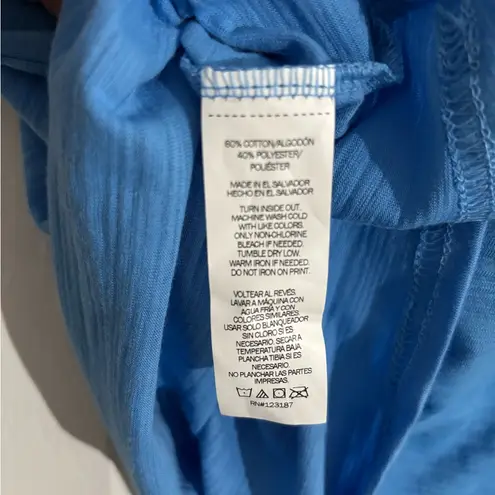 60% COTTON/ALGODÓN
40% POLYESTER/
POLIÉSTER
MADE IN EL SALVADOR
HECHO EN EL SALVADOR
TURN INSIDE OUT.
MACHINE WASH COLD
WITH LIKE COLORS.
ONLY NON-CHLORINE
BLEACH IF NEEDED.
TUMBLE DRY LOW.
WARM IRON IF NEEDED.
DO NOT IRON ON PRINT.
VOLTEAR AL REVÉS.
LAVAR A MÁQUINA CON
AGUA FRÍA Y CON
COLORES SIMILARES.
USAR SOLO BLANQUEADOR
SIN CLORO SI ES
NECESARIO. SECAR A
TEMPERATURA BAJA.
PLANCHA TIBIA SI ES
NECESARIO.
NO PLANCHAR LAS PARTES
IMPRESAS.
RN#123187